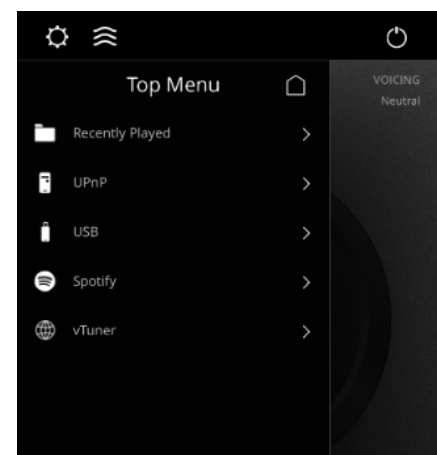 Top Menu
VOICING
Neutral
Recently Played
UPnP
USB
Spotify
vTuner